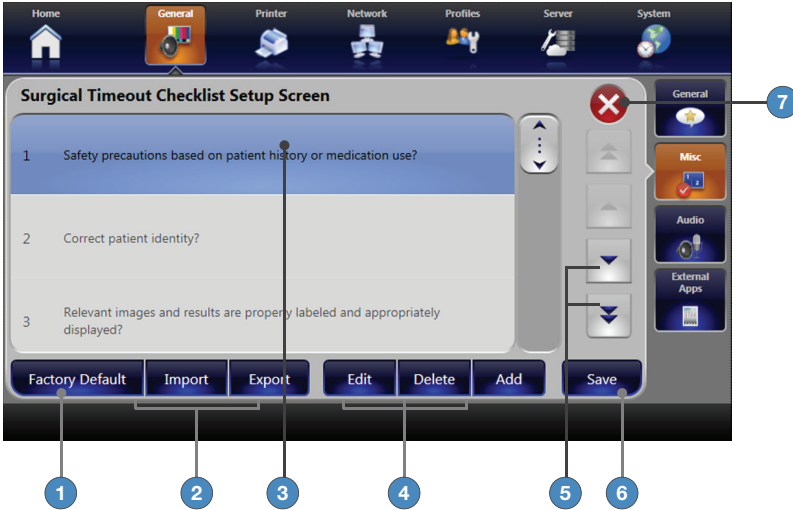 Home General Printer Network Profiles Server System
Surgical Timeout Checklist Setup Screen
General
7
1 Safety precautions based on patient history or medication use?
Misc
1 2
2 Correct patient identity?
Audio
3 Relevant images and results are properly labeled and appropriately
displayed?
External
Apps
Factory Default Import Export Edit Delete Add Save
1 2 3 4 5 6